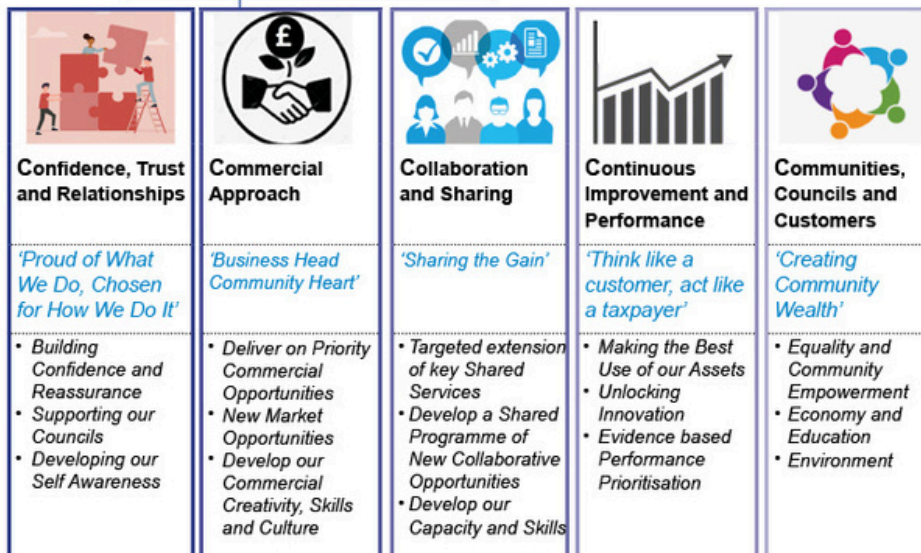 £
Confidence, Trust
and Relationships
'Proud of What
We Do, Chosen
for How We Do It'
• Building
Confidence and
Reassurance
• Supporting our
Councils
• Developing our
Self Awareness
Commercial
Approach
'Business Head
Community Heart'
• Deliver on Priority
Commercial
Opportunities
• New Market
Opportunities
• Develop our
Commercial
Creativity, Skills
and Culture
Collaboration
and Sharing
'Sharing the Gain'
• Targeted extension
of key Shared
Services
• Develop a Shared
Programme of
New Collaborative
Opportunities
• Develop our
Capacity and Skills
Continuous
Improvement and
Performance
'Think like a
customer, act like
a taxpayer'
• Making the Best
Use of our Assets
• Unlocking
Innovation
• Evidence based
Performance
Prioritisation
Communities,
Councils and
Customers
'Creating
Community
Wealth'
• Equality and
Community
Empowerment
• Economy and
Education
• Environment